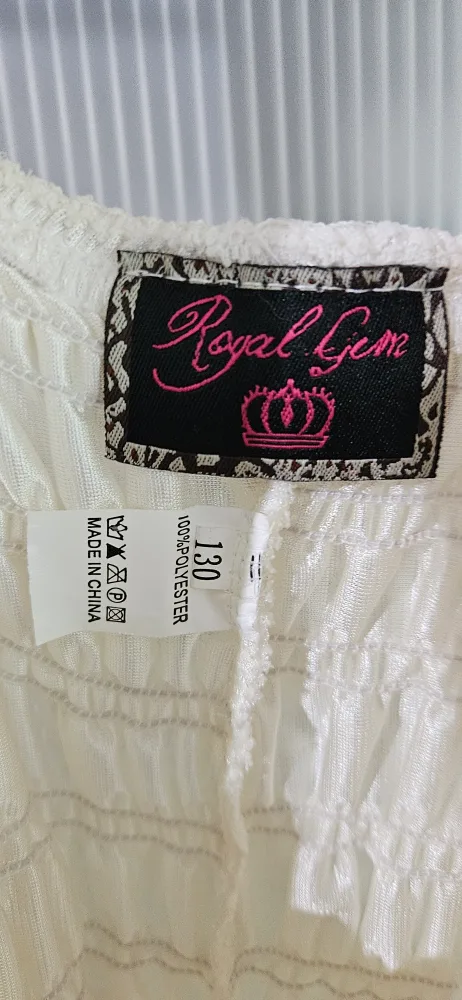 Royal Gem
130
100%POLYESTER
P
MADE IN CHINA